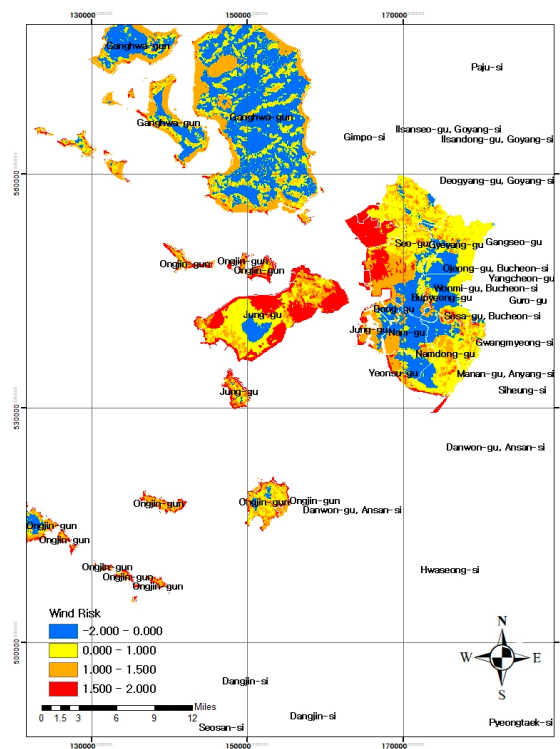 130000 150000 170000
Ganghwa-gun
Paju-si
Ganghwa-gun
Ganghwa-gun
Ilsanseo-gu, Goyang-si
Gimpo-si
Ilsandong-gu, Goyang-si
560000
Deogyang-gu, Goyang-si
Seo-gu
Gyeyang-gu
Gangseo-gu
Ongjin-gun
Ongjin-gun
Ongjin-gun
Ojeong-gu, Bucheon-si
Yangcheon-gu
Wonmi-gu, Bucheon-si
Bupyeong-gu
Guro-gu
Dong-gu
Jung-gu
Sosa-gu, Bucheon-si
Jung-gu
Nam-gu
Gwangmyeong-si
Namdong-gu
Yeonsu-gu
Manan-gu, Anyang-si
Jung-gu
Siheung-si
530000
Danwon-gu, Ansan-si
Ongjin-gun
Ongjin-gun
Ongjin-gun
Danwon-gu, Ansan-si
Ongjin-gun
Ongjin-gun
Ongjin-gun
Ongjin-gun
Ongjin-gun
Hwaseong-si
Wind Risk
-2.000 - 0.000
0.000 - 1.000
1.000 - 1.500
1.500 - 2.000
N
W
E
S
500000
Miles
0 1.5 3 6 9 12
Dangjin-si
Dangjin-si
Seosan-si
Pyeongtaek-si
130000 150000 170000